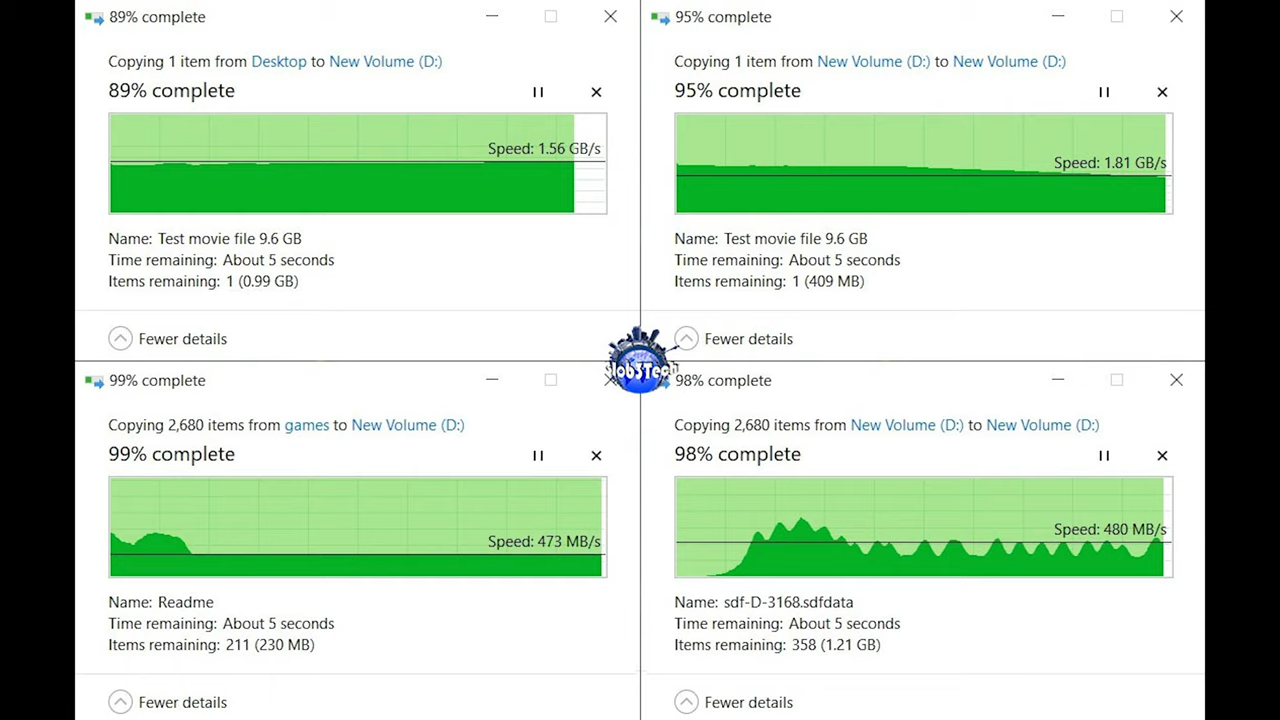 89% complete
Copying 1 item from Desktop to New Volume (D:)
89% complete
Speed: 1.56 GB/s
Name: Test movie file 9.6 GB
Time remaining: About 5 seconds
Items remaining: 1 (0.99 GB)
Fewer details
95% complete
Copying 1 item from New Volume (D:) to New Volume (D:)
95% complete
Speed: 1.81 GB/s
Name: Test movie file 9.6 GB
Time remaining: About 5 seconds
Items remaining: 1 (409 MB)
Fewer details
Glob3Tech
99% complete
Copying 2,680 items from games to New Volume (D:)
99% complete
Speed: 473 MB/s
Name: Readme
Time remaining: About 5 seconds
Items remaining: 211 (230 MB)
Fewer details
98% complete
Copying 2,680 items from New Volume (D:) to New Volume (D:)
98% complete
Speed: 480 MB/s
Name: sdf-D-3168.sdfdata
Time remaining: About 5 seconds
Items remaining: 358 (1.21 GB)
Fewer details